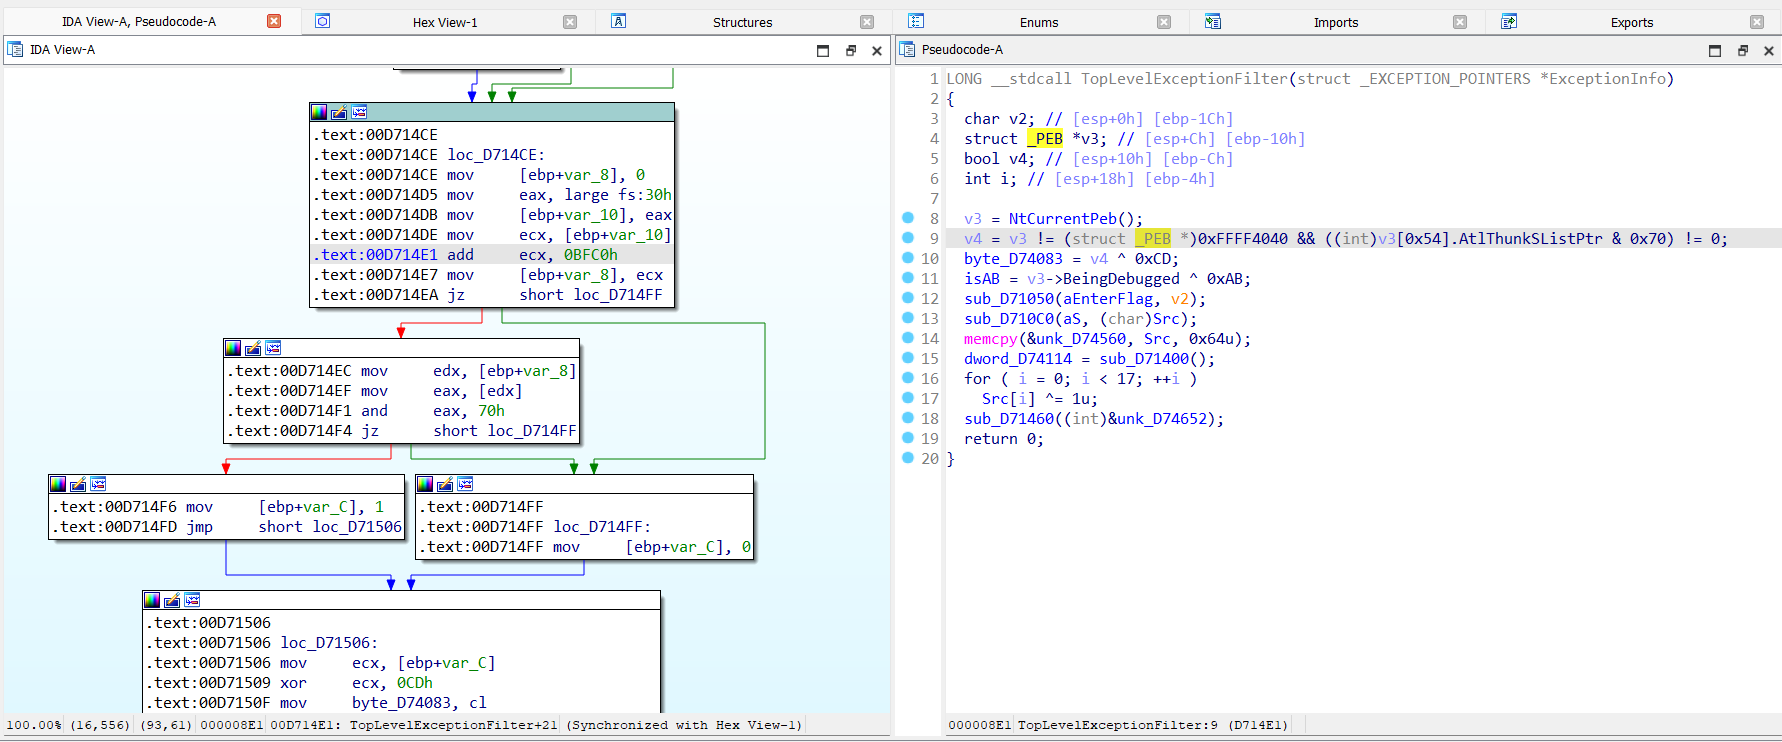 IDA View-A, Pseudocode-A
Hex View-1
Structures
Enums
Imports
Exports
IDA View-A
.text:00D714CE
.text:00D714CE loc_D714CE:
.text:00D714CE mov [ebp+var_8], 0
.text:00D714D5 mov eax, large fs:30h
.text:00D714DB mov [ebp+var_10], eax
.text:00D714DE mov ecx, [ebp+var_10]
.text:00D714E1 add ecx, 0BFC0h
.text:00D714E7 mov [ebp+var_8], ecx
.text:00D714EA jz short loc_D714FF
.text:00D714EC mov edx, [ebp+var_8]
.text:00D714EF mov eax, [edx]
.text:00D714F1 and eax, 70h
.text:00D714F4 jz short loc_D714FF
.text:00D714F6 mov [ebp+var_C], 1
.text:00D714FD jmp short loc_D71506
.text:00D714FF
.text:00D714FF loc_D714FF:
.text:00D714FF mov [ebp+var_C], 0
.text:00D71506
.text:00D71506 loc_D71506:
.text:00D71506 mov ecx, [ebp+var_C]
.text:00D71509 xor ecx, 0CDh
.text:00D7150F mov byte_D74083, cl
100.00% (16,556) (93,61) 000008E1 00D714E1: TopLevelExceptionFilter+21 (Synchronized with Hex View-1)
Pseudocode-A
1 LONG __stdcall TopLevelExceptionFilter(struct _EXCEPTION_POINTERS *ExceptionInfo)
2 {
3 char v2; // [esp+0h] [ebp-1Ch]
4 struct _PEB *v3; // [esp+Ch] [ebp-10h]
5 bool v4; // [esp+10h] [ebp-Ch]
6 int i; // [esp+18h] [ebp-4h]
7
8 v3 = NtCurrentPeb();
9 v4 = v3 != (struct _PEB *)0xFFFF4040 && ((int)v3[0x54].AtlThunkSListPtr & 0x70) != 0;
10 byte_D74083 = v4 ^ 0xCD;
11 isAB = v3->BeingDebugged ^ 0xAB;
12 sub_D71050(aEnterFlag, v2);
13 sub_D710C0(aS, (char)Src);
14 memcpy(&unk_D74560, Src, 0x64u);
15 dword_D74114 = sub_D71400();
16 for ( i = 0; i < 17; ++i )
17 Src[i] ^= 1u;
18 sub_D71460((int)&unk_D74652);
19 return 0;
20 }
000008E1 TopLevelExceptionFilter:9 (D714E1)